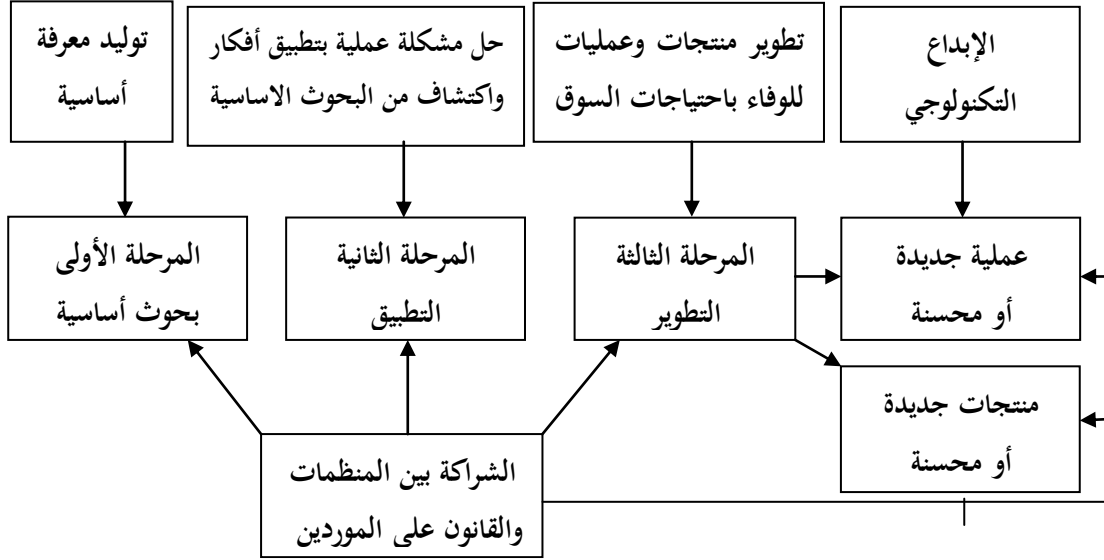 توليد معرفة
أساسية
حل مشكلة عملية بتطبيق أفكار
واكتشاف من البحوث الاساسية
تطوير منتجات وعمليات
للوفاء باحتياجات السوق
الإبداع
التكنولوجي
المرحلة الأولى
بحوث أساسية
المرحلة الثانية
التطبيق
المرحلة الثالثة
التطوير
عملية جديدة
أو محسنة
منتجات جديدة
أو محسنة
الشراكة بين المنظمات
والقانون على الموردين